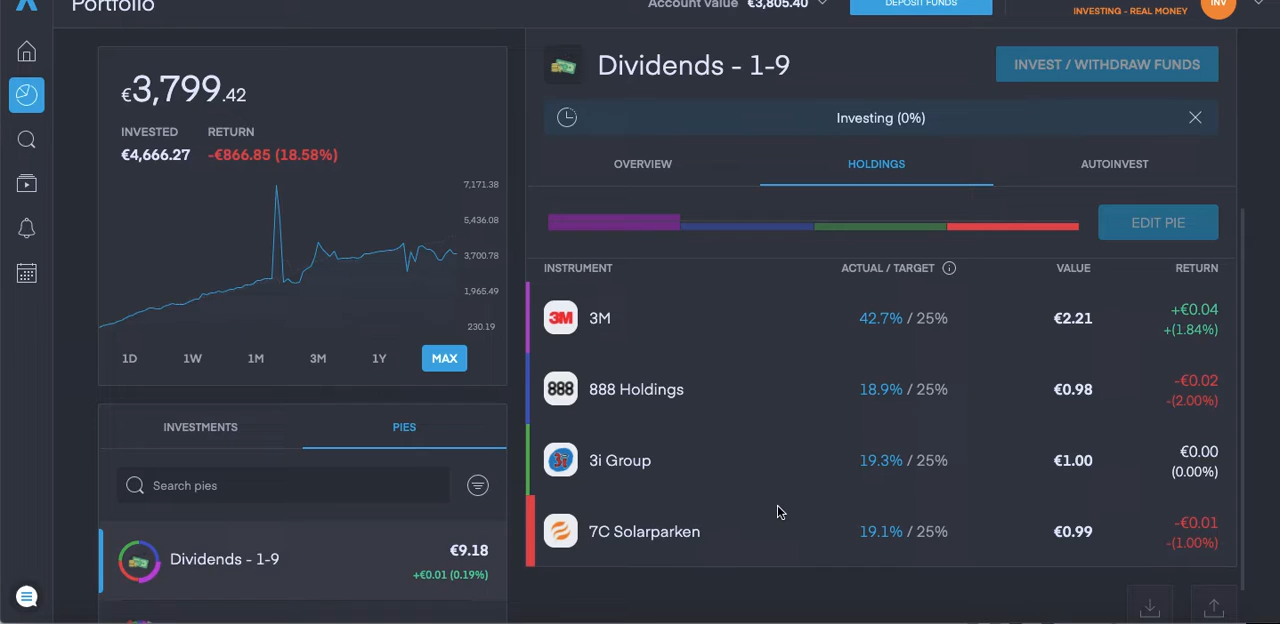 Portfolio
Account value €3,805.40
DEPOSIT FUNDS
INVESTING - REAL MONEY
INV
€3,799.42
INVESTED RETURN
€4,666.27 -€866.85 (18.58%)
7,171.38
5,436.08
3,700.78
1,965.49
230.19
1D 1W 1M 3M 1Y MAX
INVESTMENTS PIES
Search pies
Dividends - 1-9 €9.18
+€0.01 (0.19%)
Dividends - 1-9
INVEST / WITHDRAW FUNDS
Investing (0%)
OVERVIEW HOLDINGS AUTOINVEST
EDIT PIE
INSTRUMENT ACTUAL / TARGET i VALUE RETURN
3M 3M 42.7% / 25% €2.21 +€0.04
+(1.84%)
888 888 Holdings 18.9% / 25% €0.98 -€0.02
-(2.00%)
3i 3i Group 19.3% / 25% €1.00 €0.00
(0.00%)
7C Solarparken 19.1% / 25% €0.99 -€0.01
-(1.00%)